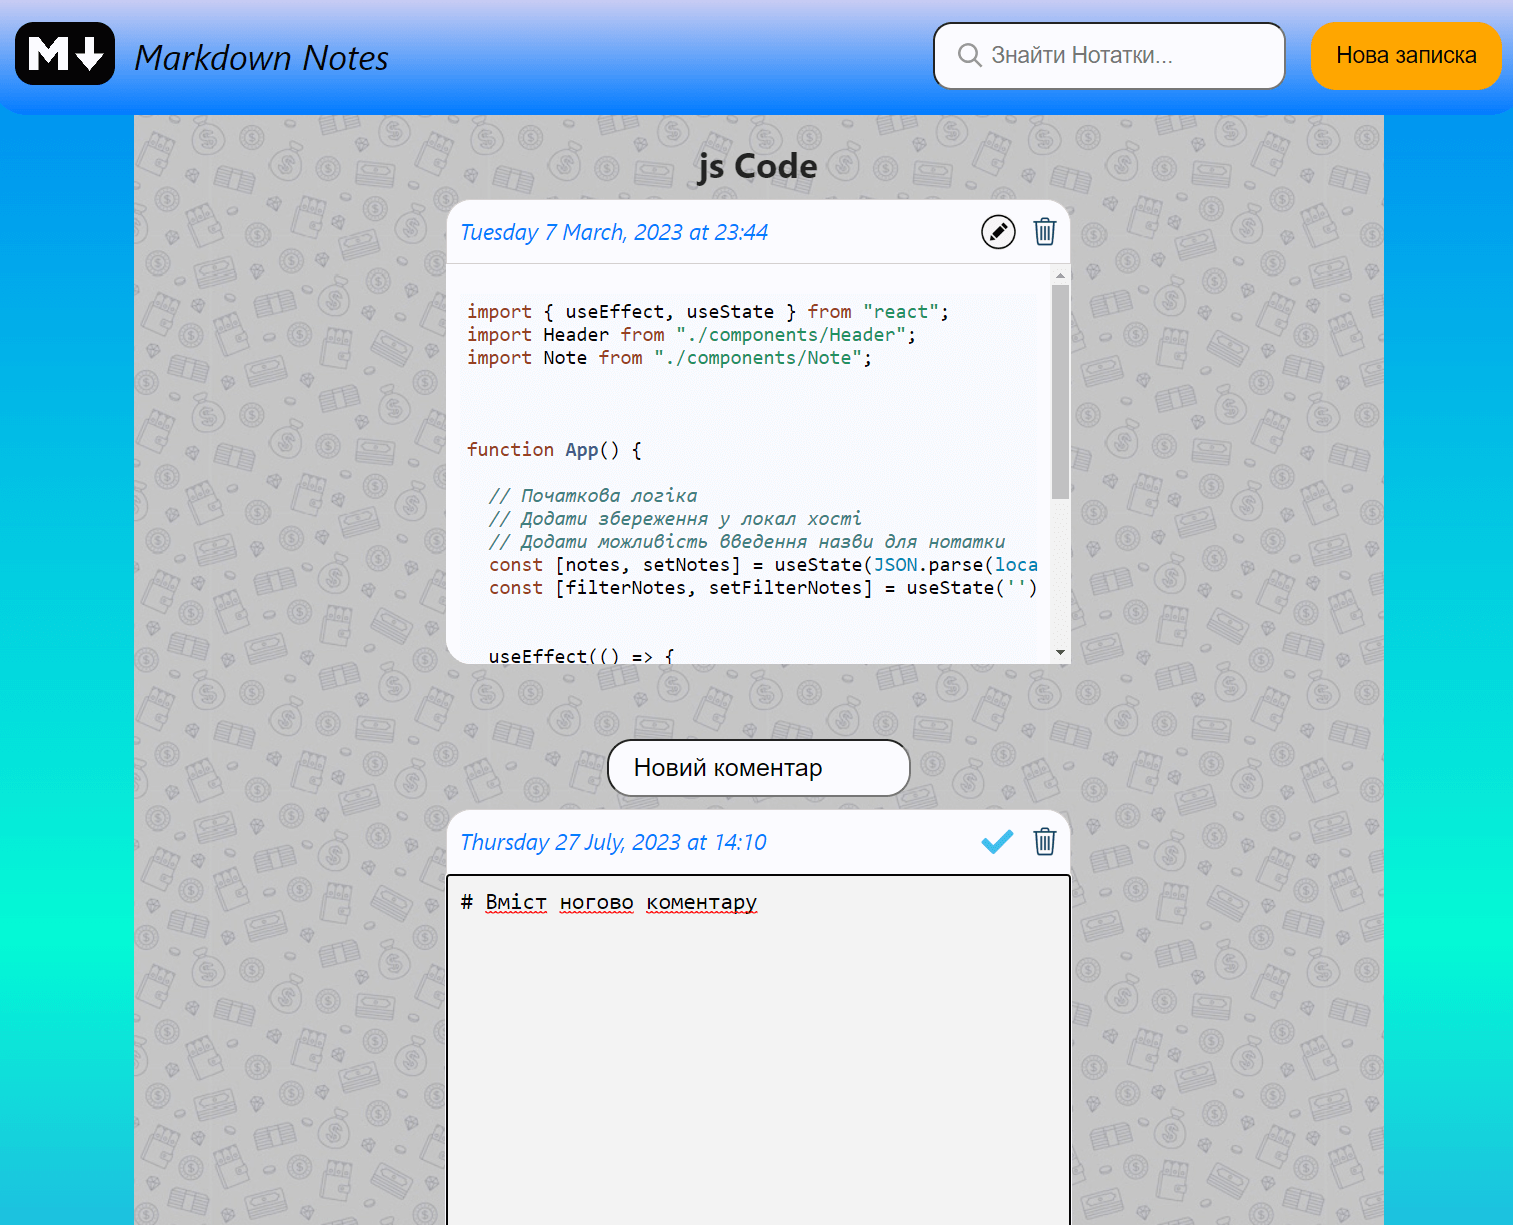 M
Markdown Notes
Знайти Нотатки...
Нова записка
js Code
Tuesday 7 March, 2023 at 23:44
import { useEffect, useState } from "react";
import Header from "./components/Header";
import Note from "./components/Note";
function App() {
// Початкова логіка
// Додати збереження у локал хості
// Додати можливість введення назви для нотатки
const [notes, setNotes] = useState(JSON.parse(loca
const [filterNotes, setFilterNotes] = useState('')
useEffect(() => {
Новий коментар
Thursday 27 July, 2023 at 14:10
# Вміст ногово коментару